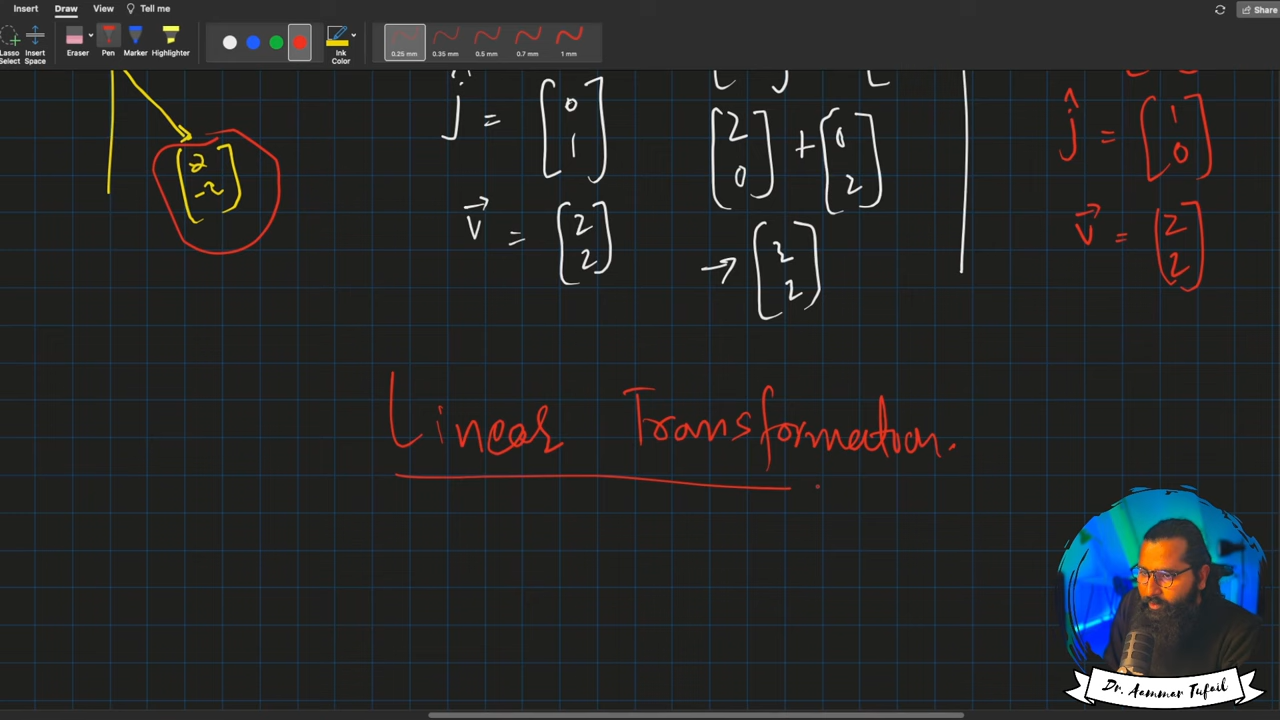 Insert Draw View Tell me
Share
Lasso Select
Insert Space
Eraser
Pen
Marker
Highlighter
Ink Color
0.25 mm 0.35 mm 0.5 mm 0.7 mm 1 mm
[2 -2]
ĵ = [0 1]
v⃗ = [2 2]
[2 0] + [0 2]
→ [2 2]
ĵ = [1 0]
v⃗ = [2 2]
Linear Transformation.
Dr. Aammar Tufail